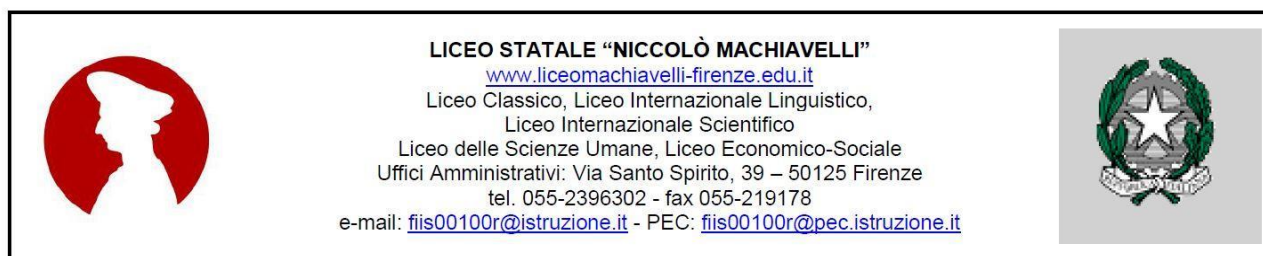 LICEO STATALE “NICCOLÒ MACHIAVELLI”
www.liceomachiavelli-firenze.edu.it
Liceo Classico, Liceo Internazionale Linguistico,
Liceo Internazionale Scientifico
Liceo delle Scienze Umane, Liceo Economico-Sociale
Uffici Amministrativi: Via Santo Spirito, 39 – 50125 Firenze
tel. 055-2396302 - fax 055-219178
e-mail: fiis00100r@istruzione.it - PEC: fiis00100r@pec.istruzione.it